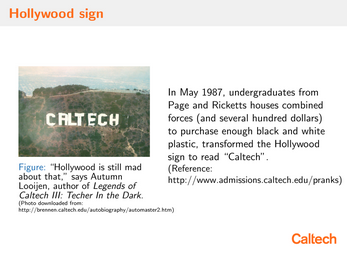 Hollywood sign
CALTECH
Figure: “Hollywood is still mad
about that,” says Autumn
Looijen, author of Legends of
Caltech III: Techer In the Dark.
(Photo downloaded from:
http://brennen.caltech.edu/autobiography/automaster2.htm)
In May 1987, undergraduates from
Page and Ricketts houses combined
forces (and several hundred dollars)
to purchase enough black and white
plastic, transformed the Hollywood
sign to read “Caltech”.
(Reference:
http://www.admissions.caltech.edu/pranks)
Caltech